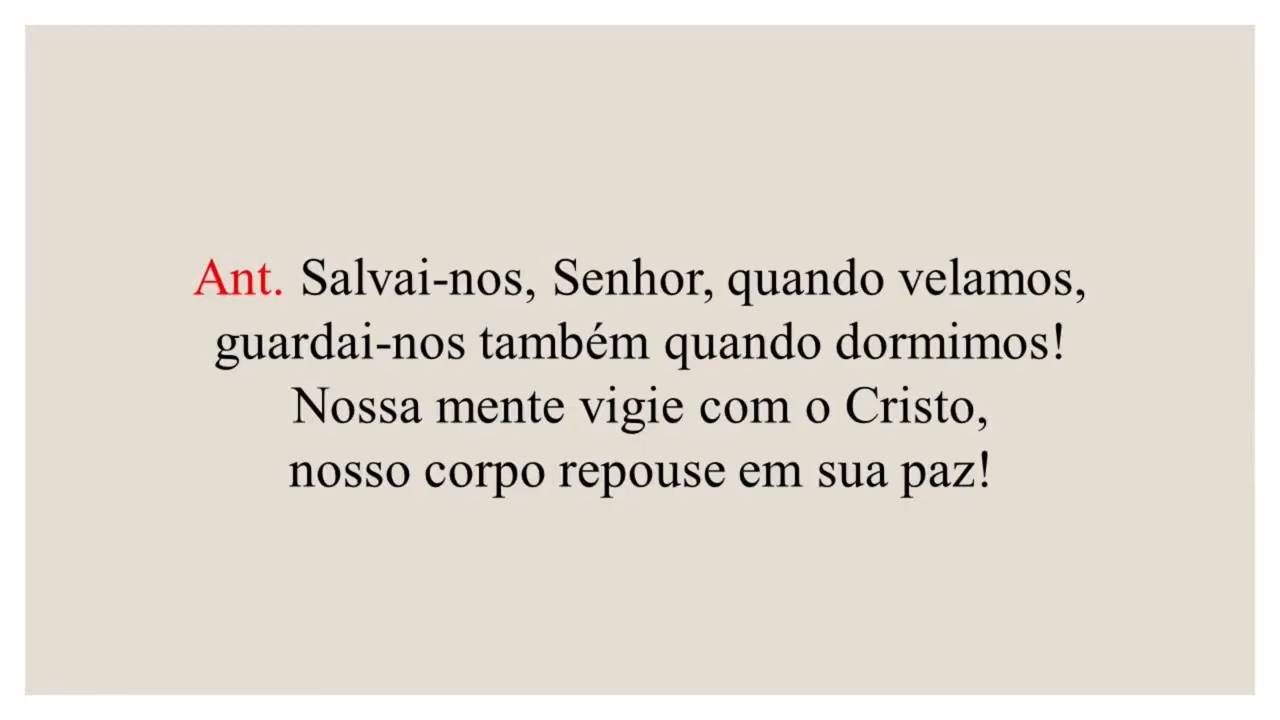 Ant. Salvai-nos, Senhor, quando velamos,
guardai-nos também quando dormimos!
Nossa mente vigie com o Cristo,
nosso corpo repouse em sua paz!